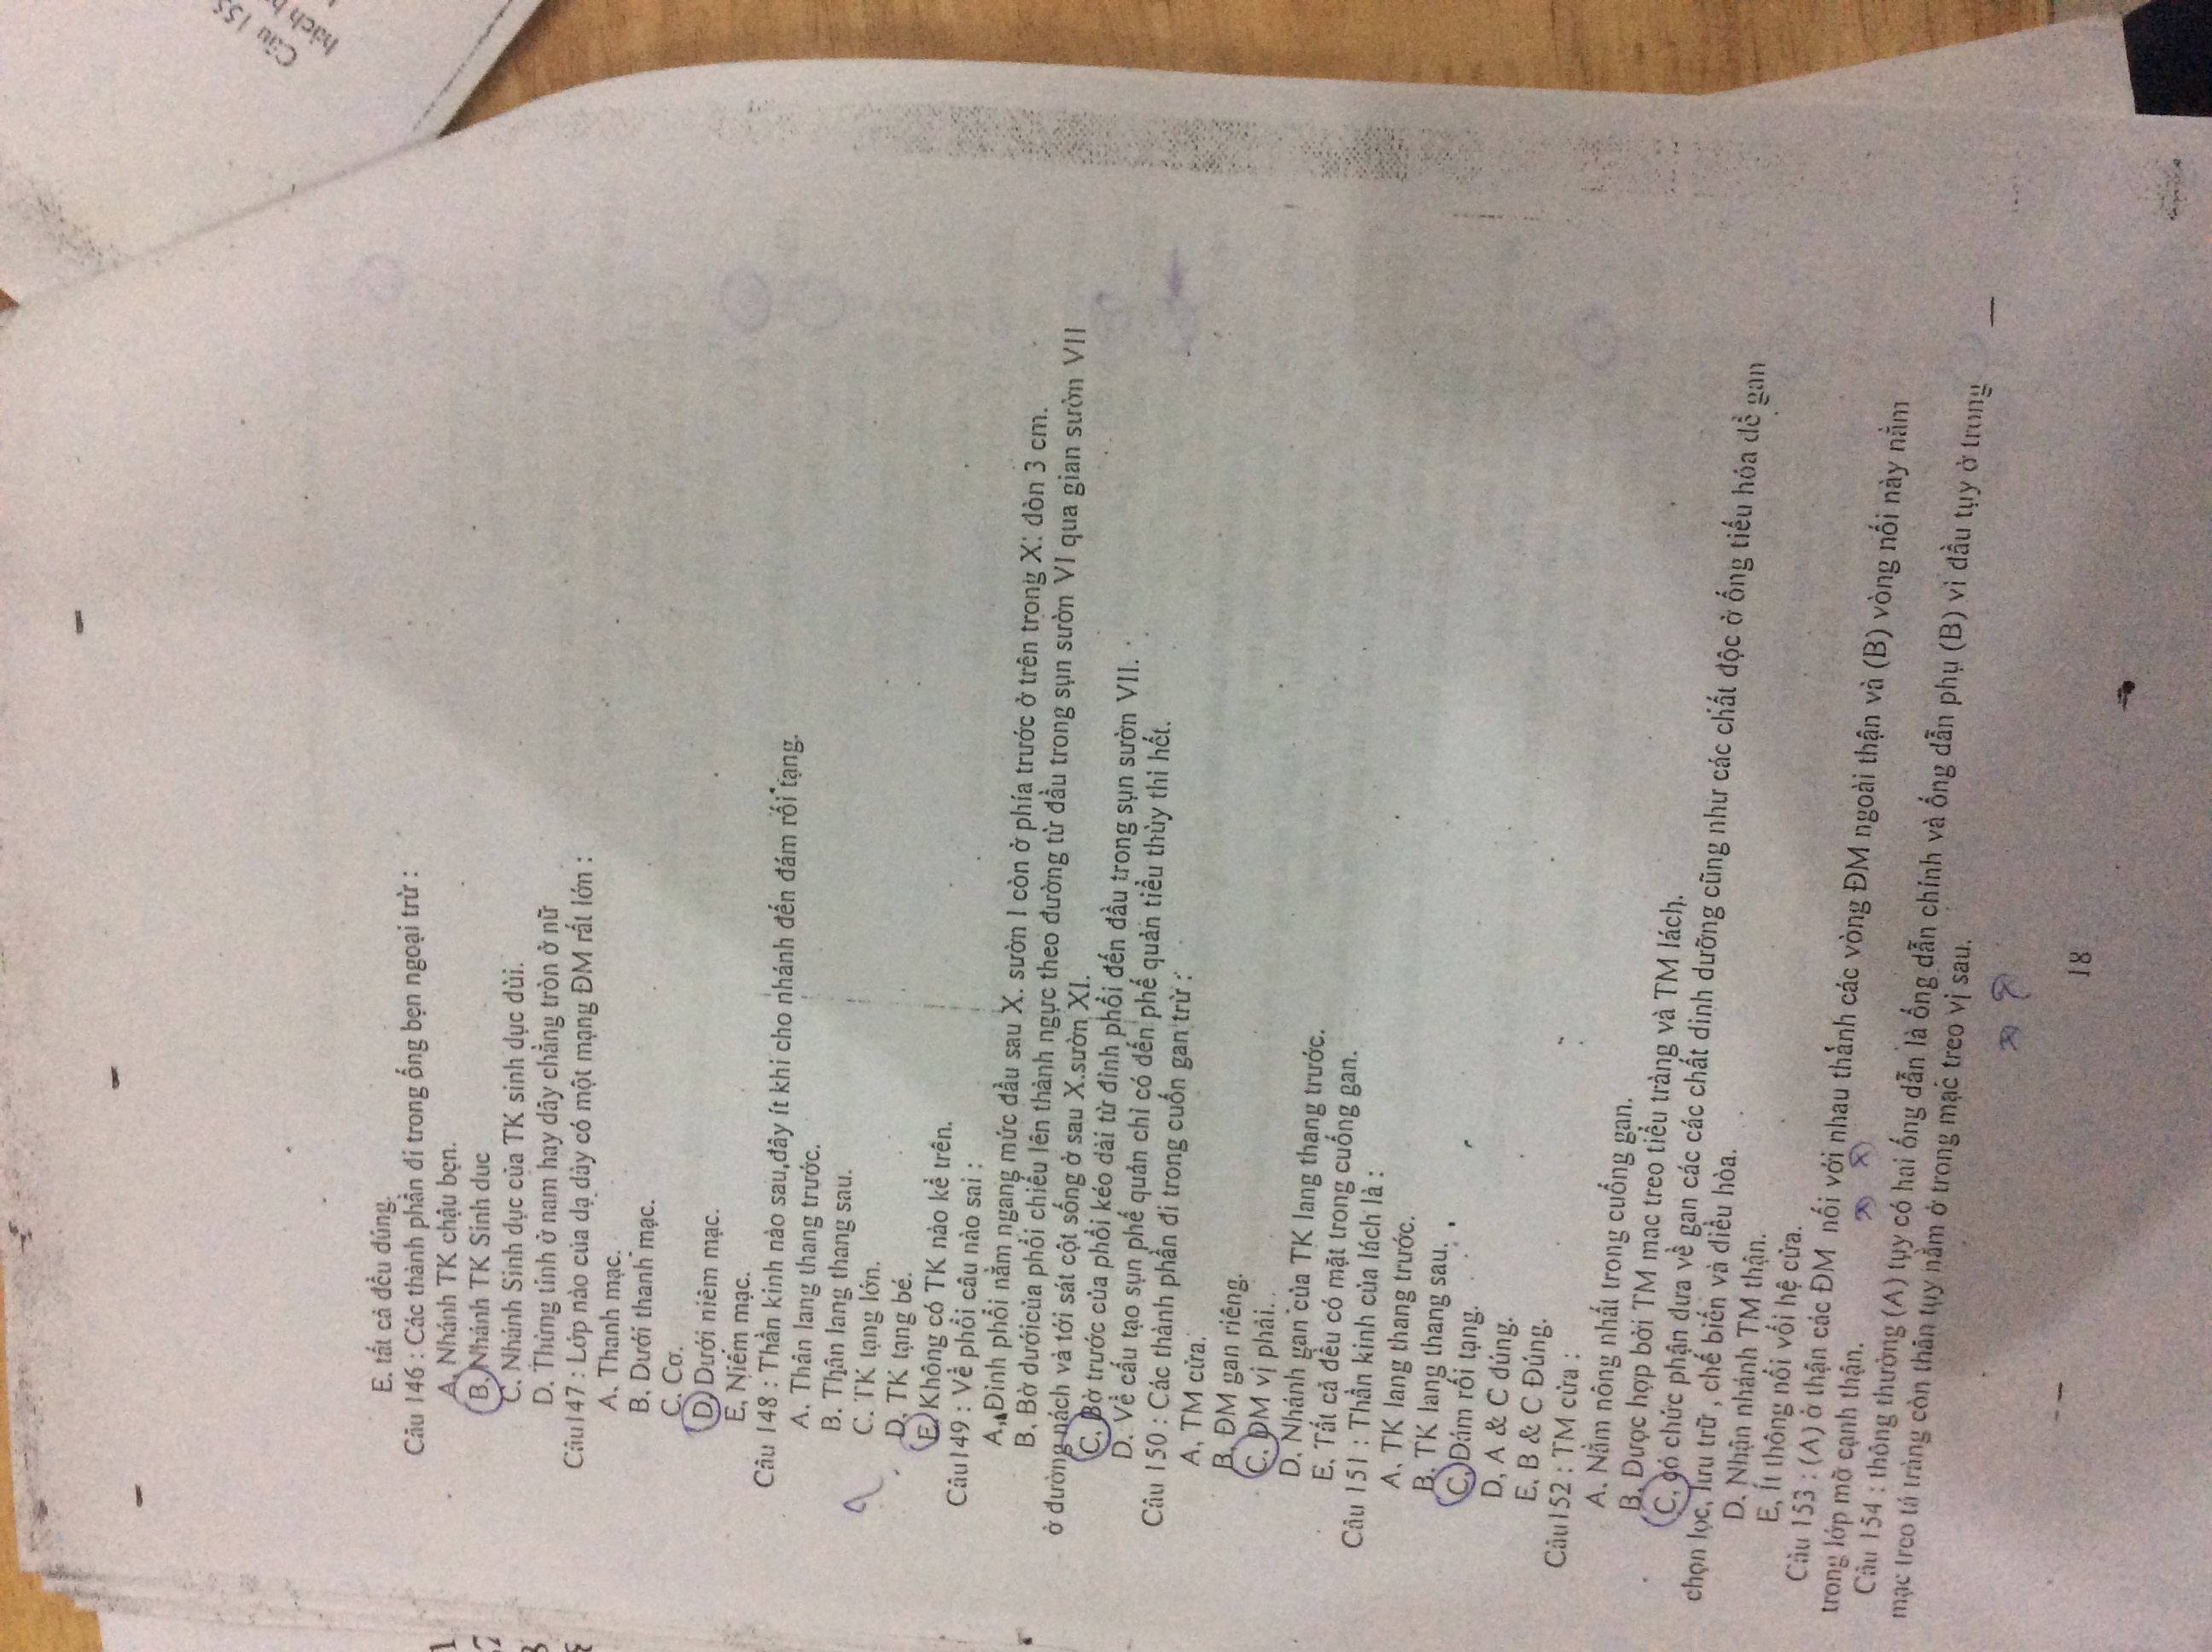 E. tất cả đều đúng.
Câu 146 : Các thành phần đi trong ống bẹn ngoại trừ :
A. Nhánh TK chậu bẹn.
B. Nhánh TK Sinh duc
C. Nhánh Sinh dục của TK sinh dục đùi.
D. Thừng tinh ở nam hay dây chằng tròn ở nữ
Câu147 : Lớp nào của dạ dày có một mạng ĐM rất lớn :
A. Thanh mạc.
B. Dưới thanh mạc.
C. Cơ.
D. Dưới niêm mạc.
E. Niêm mạc.
Câu 148 : Thần kinh nào sau đây ít khi cho nhánh đến đám rối tạng.
A. Thân lang thang trước.
B. Thân lang thang sau.
C. TK tạng lớn.
D. TK tạng bé.
E. Không có TK nào kể trên.
Câu149 : Về phổi câu nào sai :
A. Đỉnh phổi nằm ngang mức đầu sau X. sườn I còn ở phía trước ở trên trong X. đòn 3 cm.
B. Bờ dướicủa phổi chiếu lên thành ngực theo đường từ đầu trong sụn sườn VI qua gian sườn VII
ở đường nách và tới sát cột sống ở sau X.sườn XI.
C. Bờ trước của phổi kéo dài từ đỉnh phổi đến đầu trong sụn sườn VII.
D. Về cấu tạo sụn phế quản chỉ có đến phế quản tiểu thùy thì hết.
Câu 150 : Các thành phần đi trong cuốn gan trừ :
A. TM cửa.
B. ĐM gan riêng.
C. ĐM vị phải.
D. Nhánh gan của TK lang thang trước.
E. Tất cả đều có mặt trong cuống gan.
Câu 151 : Thần kinh của lách là :
A. TK lang thang trước.
B. TK lang thang sau.
C. Đám rối tạng.
D. A & C đúng.
E. B & C Đúng.
Câu152 : TM cửa :
A. Nằm nông nhất trong cuống gan.
B. Được hợp bởi TM mac treo tiểu tràng và TM lách.
C. có chức phận đưa về gan các các chất dinh dưỡng cũng như các chất độc ở ống tiếu hóa để gan
chọn lọc, lưu trữ , chế biến và điều hòa.
D. Nhận nhánh TM thận.
E. Ít thông nối với hệ cửa.
Câu 153 : (A) ở thận các ĐM nối với nhau thành các vòng ĐM ngoài thận và (B) vòng nối này nằm
trong lớp mỡ cạnh thận.
Câu 154 : thông thường (A) tụy có hai ống dẫn là ống dẫn chính và ống dẫn phụ (B) vì đầu tụy ở trong
mạc treo tá tràng còn thân tụy nằm ở trong mạc treo vị sau.
18
Câu 155
hách